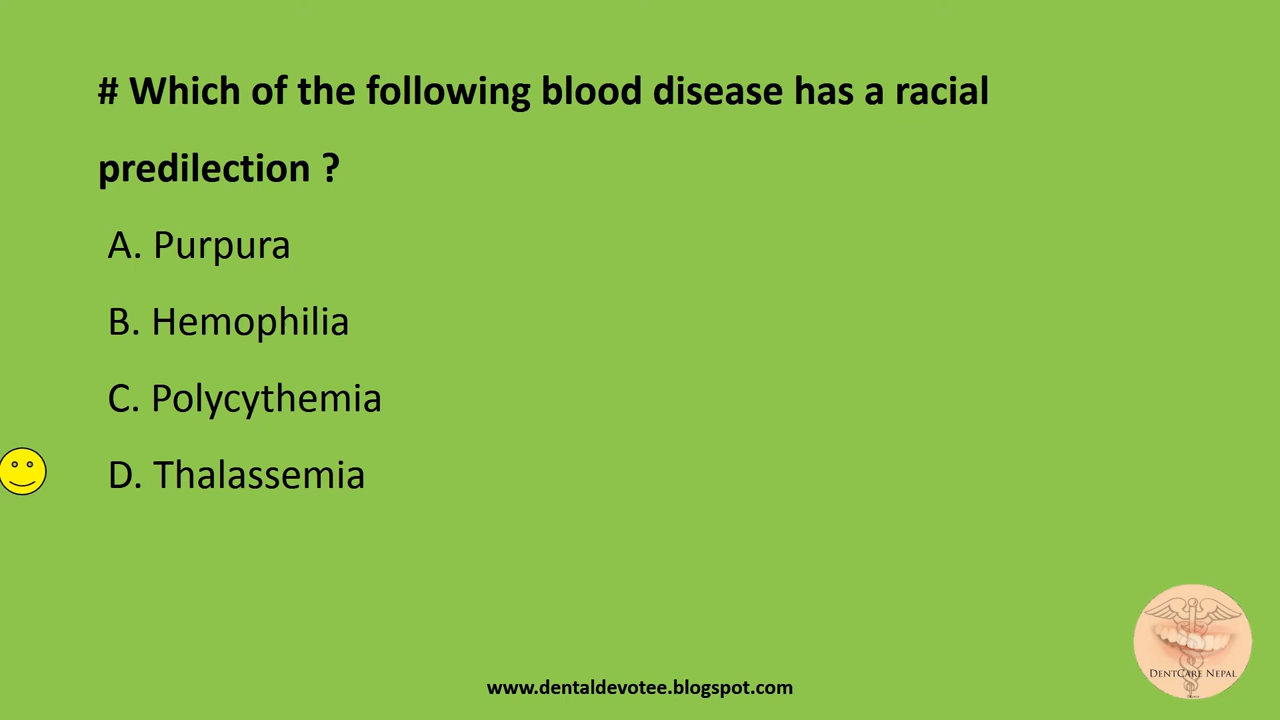 # Which of the following blood disease has a racial
predilection ?
A. Purpura
B. Hemophilia
C. Polycythemia
D. Thalassemia
DENTCARE NEPAL
www.dentaldevotee.blogspot.com